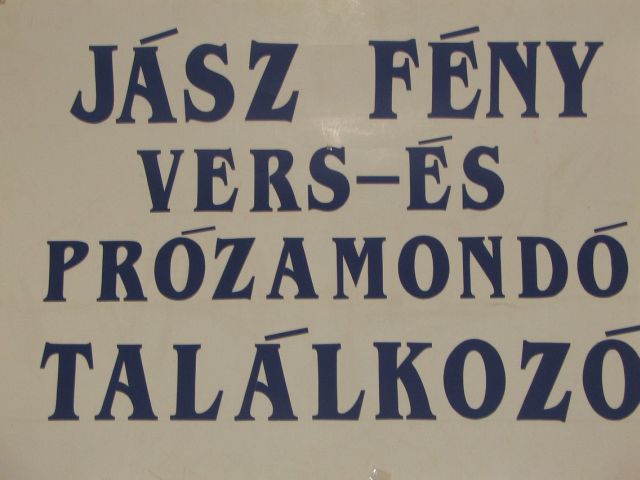 JÁSZ FÉNY
VERS-ÉS
PRÓZAMONDÓ
TALÁLKOZÓ